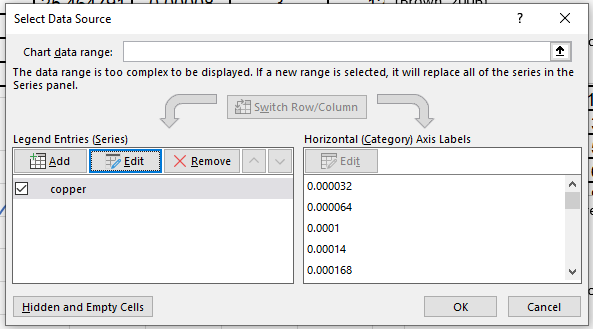 Select Data Source
Chart data range:
The data range is too complex to be displayed. If a new range is selected, it will replace all of the series in the
Series panel.
Switch Row/Column
Legend Entries (Series)
Horizontal (Category) Axis Labels
Add Edit Remove
Edit
copper
0.000032
0.000064
0.0001
0.00014
0.000168
Hidden and Empty Cells
OK
Cancel